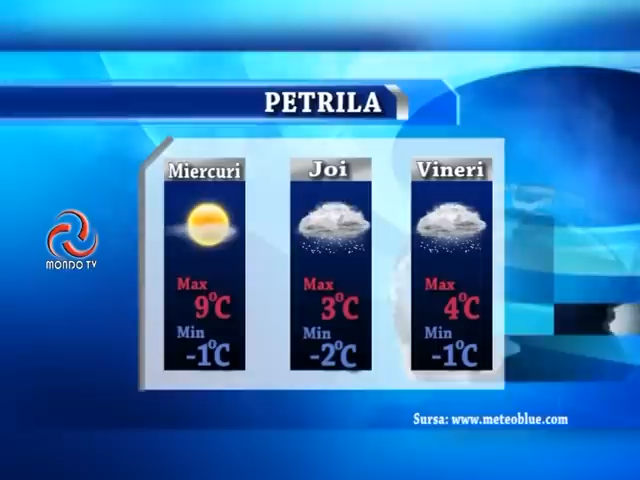 PETRILA
Miercuri
Joi
Vineri
Max
9°C
Min
-1°C
Max
3°C
Min
-2°C
Max
4°C
Min
-1°C
MONDO TV
Sursa: www.meteoblue.com